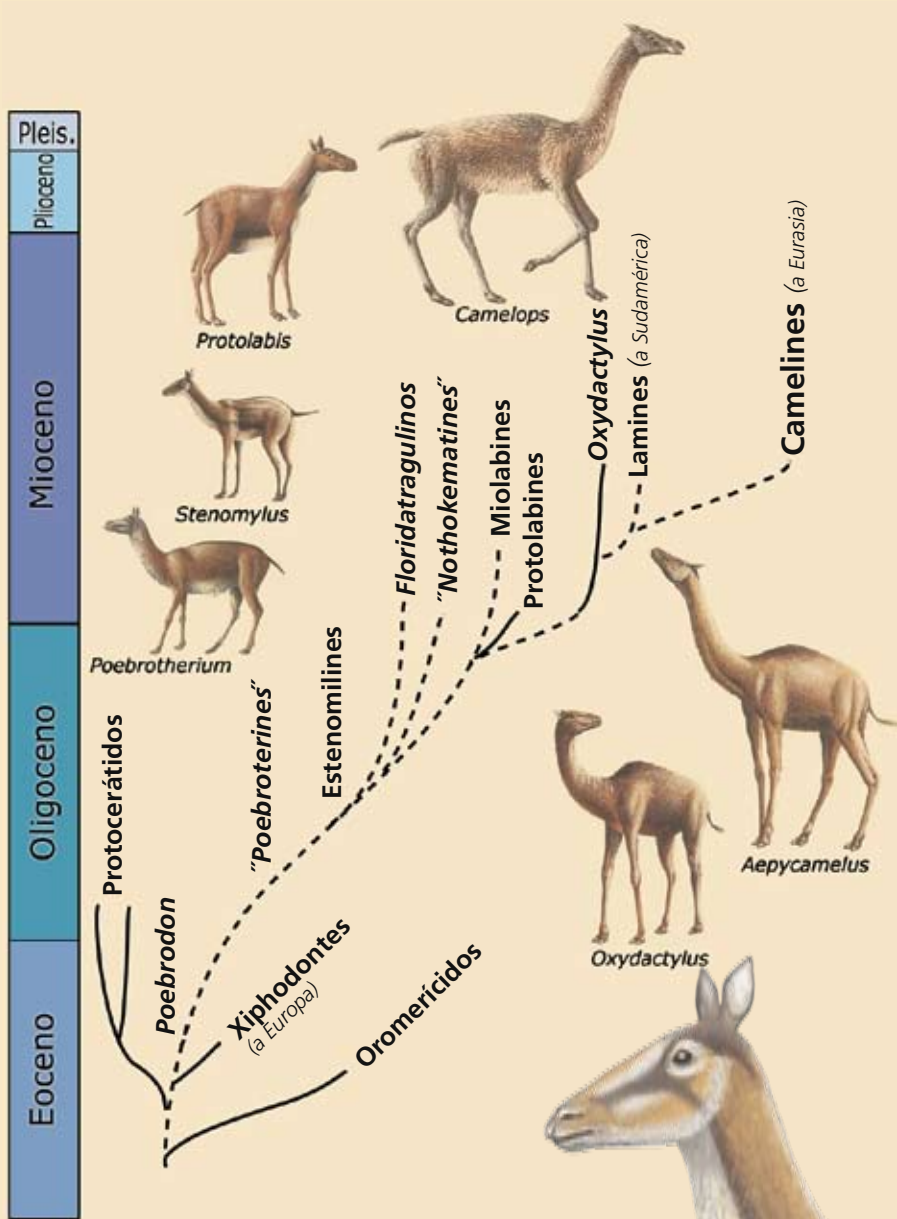 Pleis.
Plioceno
Mioceno
Oligoceno
Eoceno
Protolabis
Camelops
Stenomylus
Poebrotherium
Protocerátidos
Poebrodon
"Poebroterines"
Xiphodontes
(a Europa)
Oromerícidos
Estenomilines
Floridatragulinos
"Nothokematines"
Miolabines
Protolabines
Oxydactylus
Lamines (a Sudamérica)
Camelines (a Eurasia)
Aepycamelus
Oxydactylus